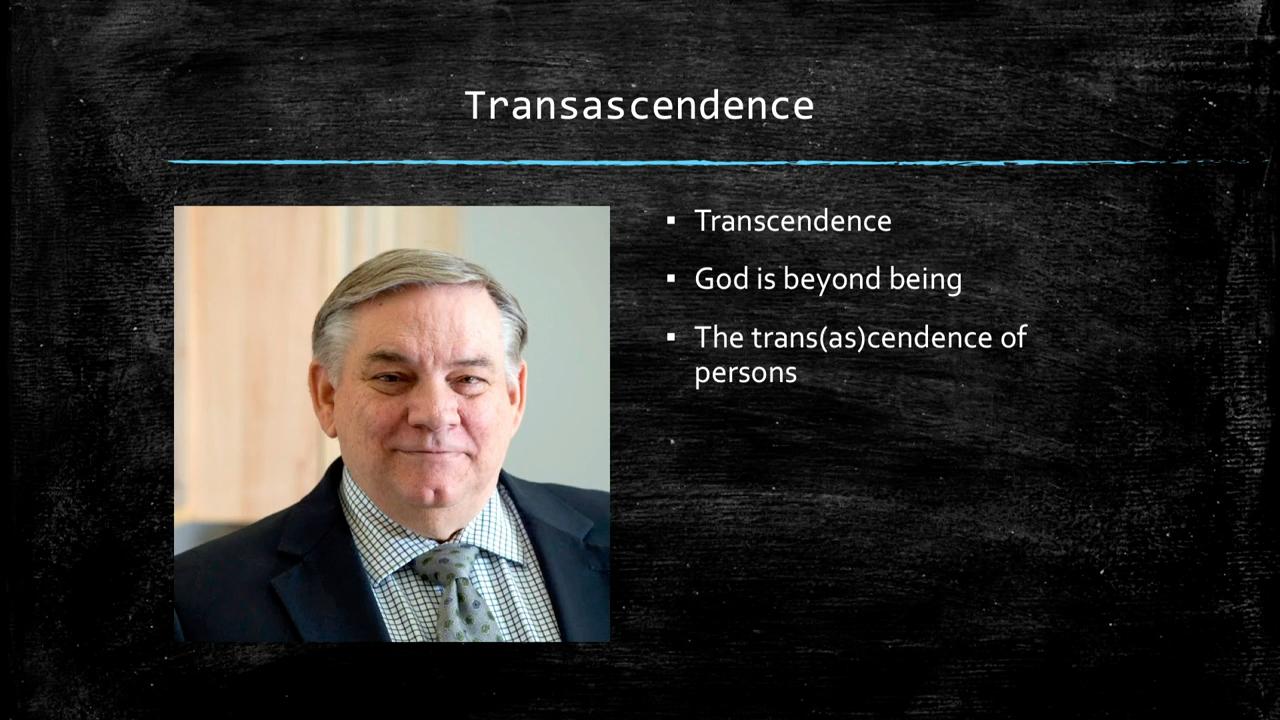 Transascendence
▪ Transcendence
▪ God is beyond being
▪ The trans(as)cendence of
persons